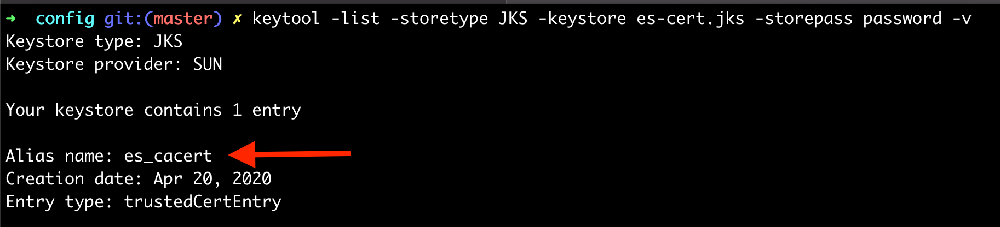 ➜ config git:(master) ✗ keytool -list -storetype JKS -keystore es-cert.jks -storepass password -v
Keystore type: JKS
Keystore provider: SUN
Your keystore contains 1 entry
Alias name: es_cacert
Creation date: Apr 20, 2020
Entry type: trustedCertEntry